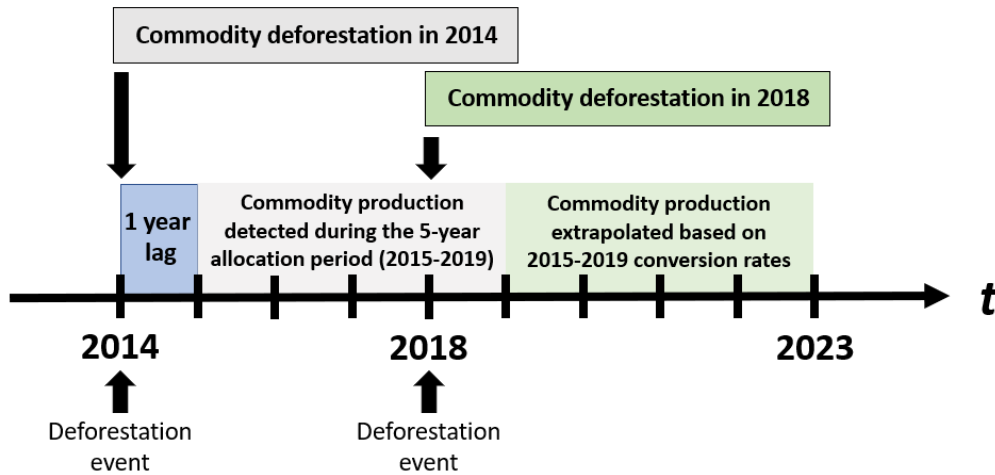 Commodity deforestation in 2014
Commodity deforestation in 2018
1 year
lag
Commodity production
detected during the 5-year
allocation period (2015-2019)
Commodity production
extrapolated based on
2015-2019 conversion rates
t
2014
2018
2023
Deforestation
event
Deforestation
event